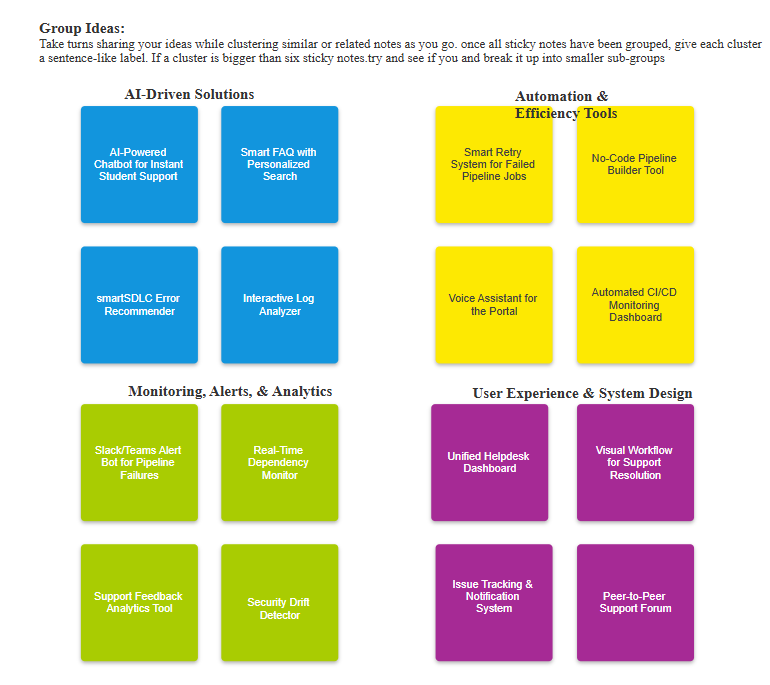 Group Ideas:
Take turns sharing your ideas while clustering similar or related notes as you go. once all sticky notes have been grouped, give each cluster
a sentence-like label. If a cluster is bigger than six sticky notes.try and see if you and break it up into smaller sub-groups
AI-Driven Solutions
AI-Powered
Chatbot for Instant
Student Support
Smart FAQ with
Personalized
Search
smartSDLC Error
Recommender
Interactive Log
Analyzer
Automation &
Efficiency Tools
Smart Retry
System for Failed
Pipeline Jobs
No-Code Pipeline
Builder Tool
Voice Assistant for
the Portal
Automated CI/CD
Monitoring
Dashboard
Monitoring, Alerts, & Analytics
Slack/Teams Alert
Bot for Pipeline
Failures
Real-Time
Dependency
Monitor
Support Feedback
Analytics Tool
Security Drift
Detector
User Experience & System Design
Unified Helpdesk
Dashboard
Visual Workflow
for Support
Resolution
Issue Tracking &
Notification
System
Peer-to-Peer
Support Forum